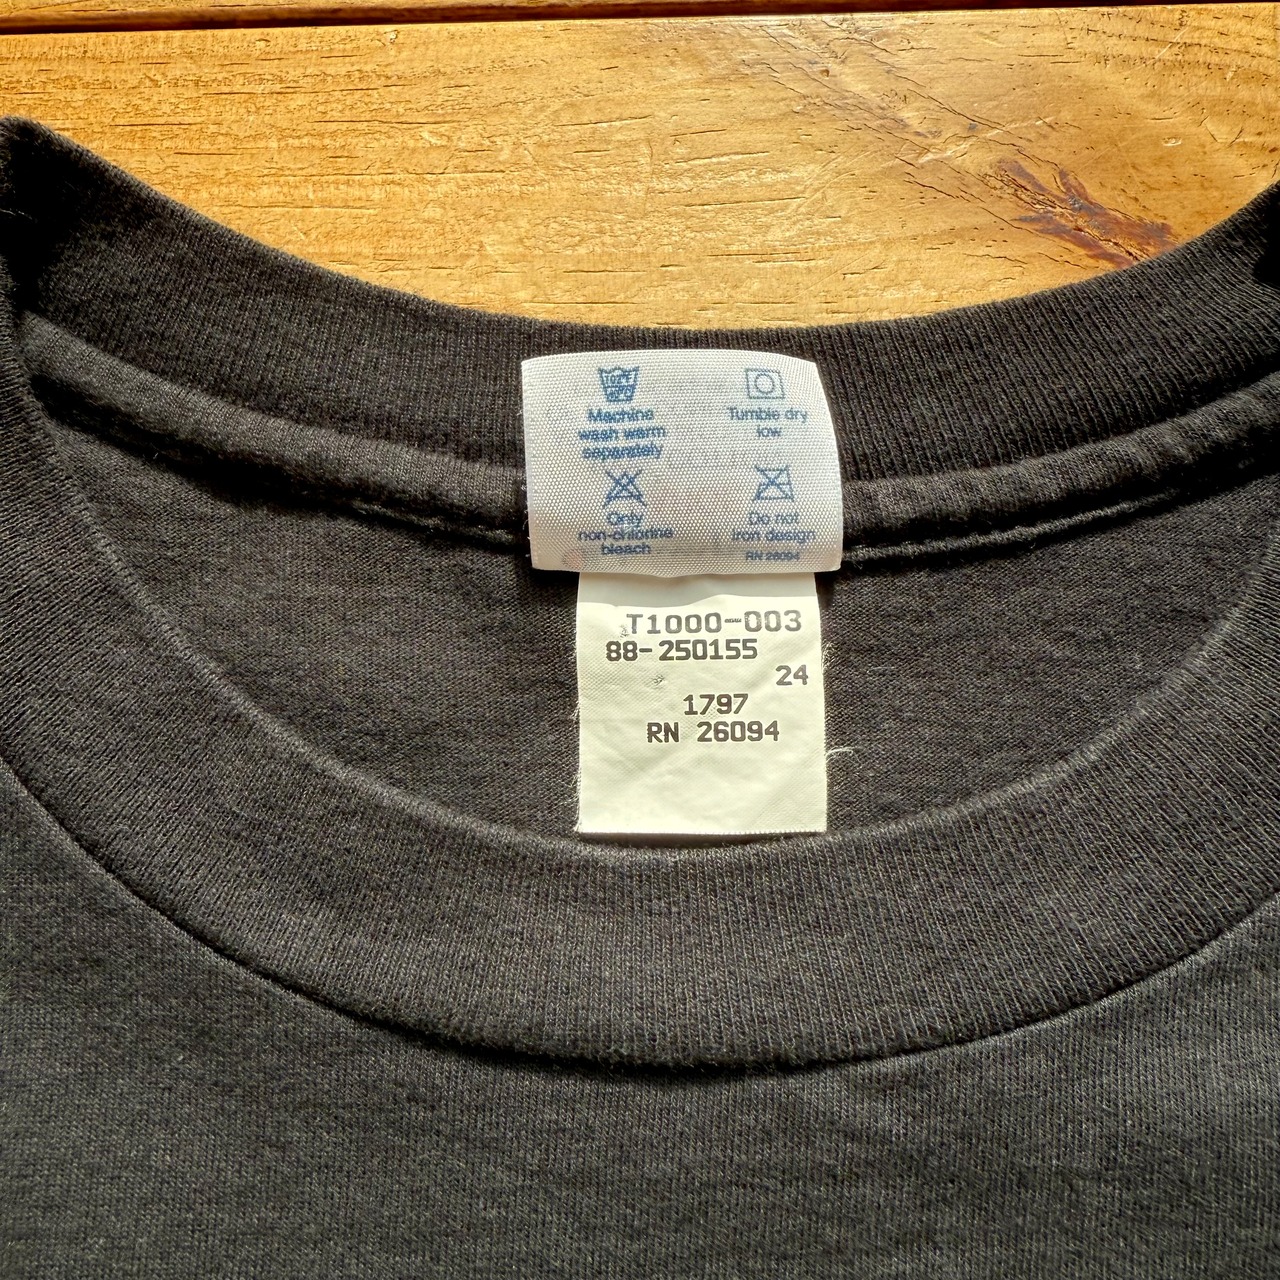 Machine
wash warm
separately
Tumble dry
low
Only
non-chlorine
bleach
Do not
iron design
RN 26094
T1000-003
88-250155
24
1797
RN 26094